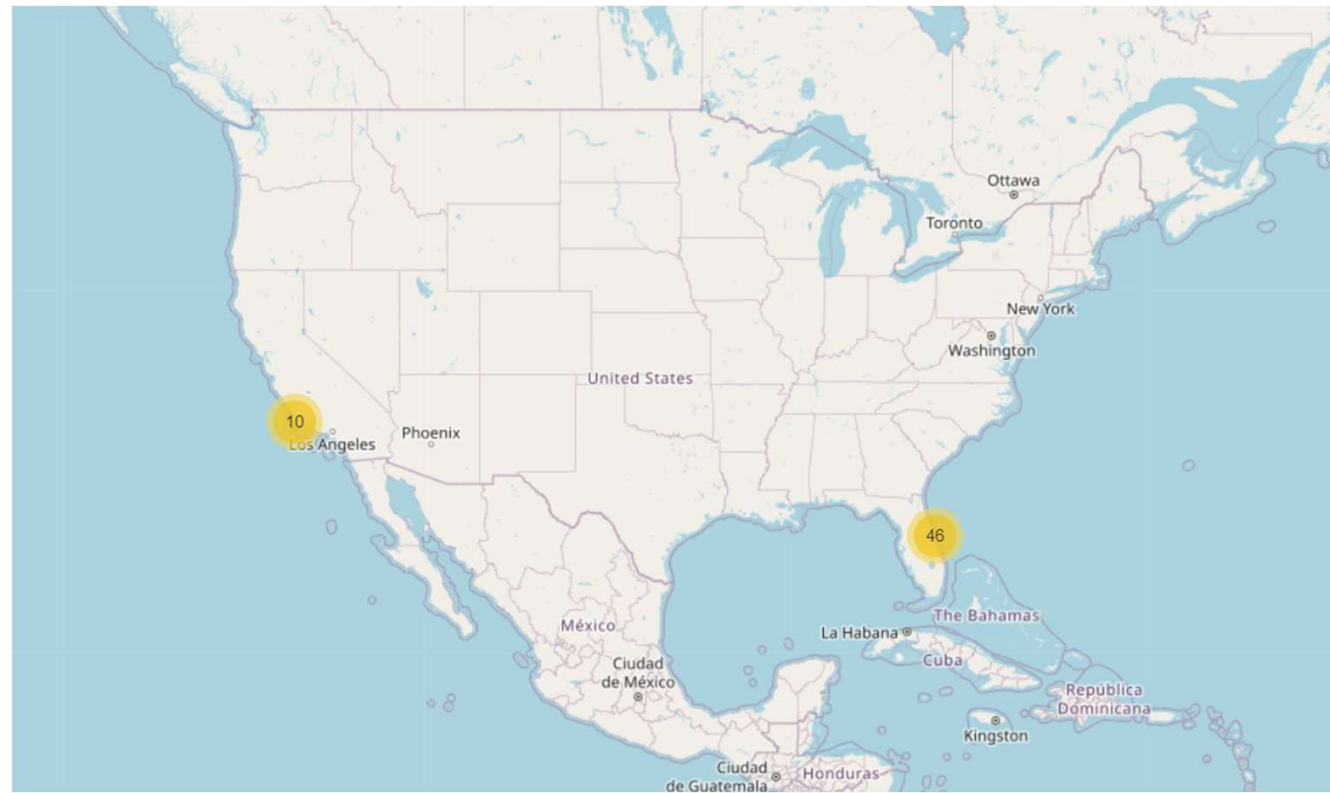 Ottawa
Toronto
New York
Washington
United States
10
Los Angeles
Phoenix
46
The Bahamas
La Habana
México
Cuba
Ciudad
de México
República
Dominicana
Kingston
Ciudad
de Guatemala
Honduras